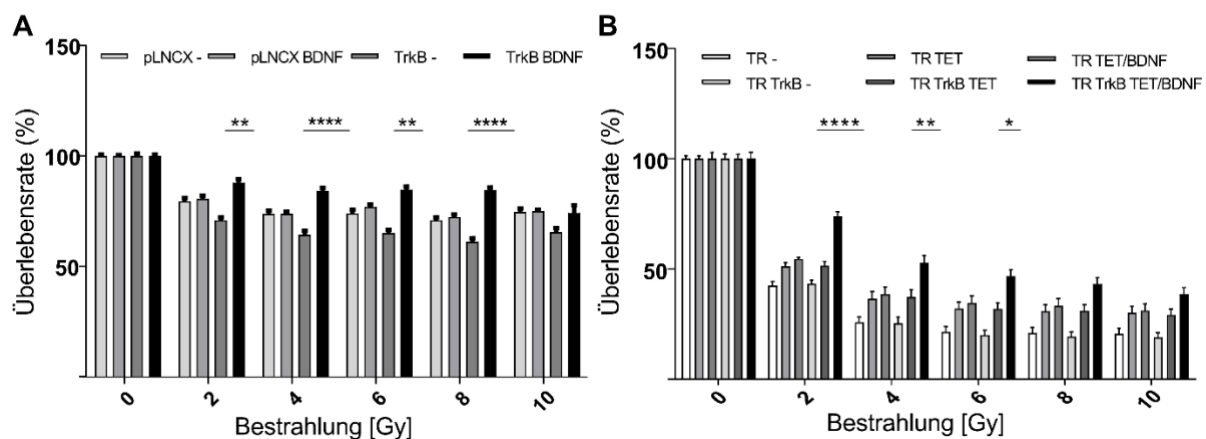 A
150
pLNCX - pLNCX BDNF TrkB - TrkB BDNF
** **** ** ****
100
50
Überlebensrate (%)
0 2 4 6 8 10
Bestrahlung [Gy]
B
150
TR - TR TET TR TET/BDNF
TR TrkB - TR TrkB TET TR TrkB TET/BDNF
**** ** *
100
50
Überlebensrate (%)
0 2 4 6 8 10
Bestrahlung [Gy]